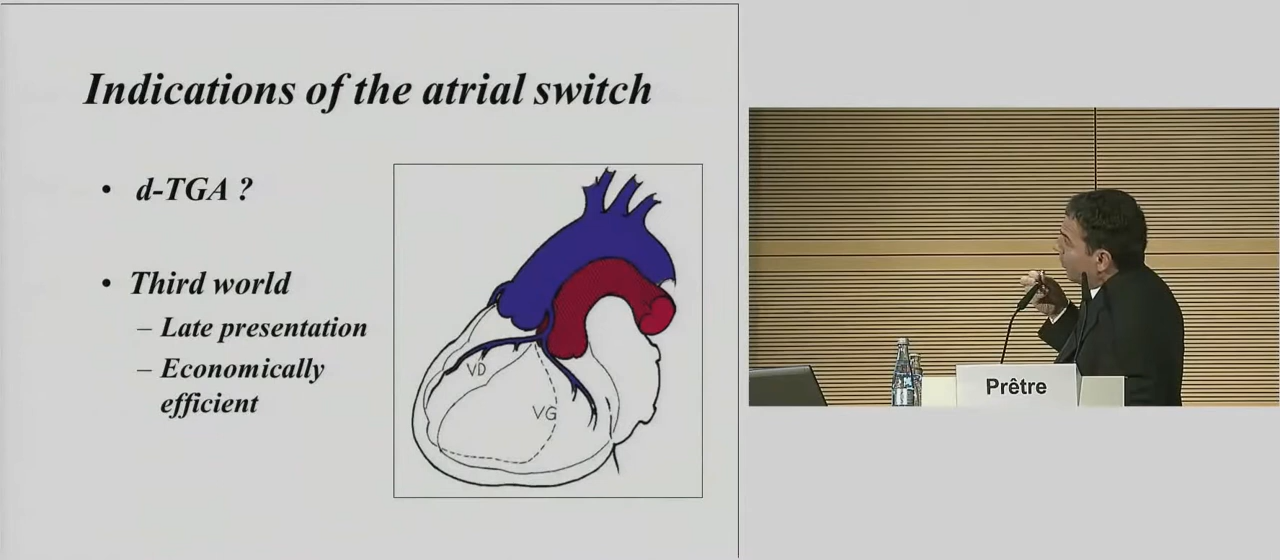 Indications of the atrial switch
• d-TGA ?
• Third world
– Late presentation
– Economically
efficient
VD
VG
Prêtre